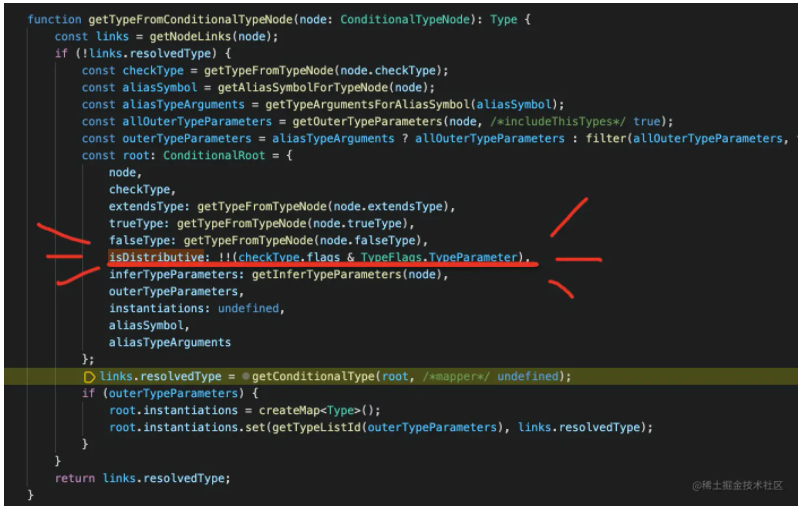 function getTypeFromConditionalTypeNode(node: ConditionalTypeNode): Type {
const links = getNodeLinks(node);
if (!links.resolvedType) {
const checkType = getTypeFromTypeNode(node.checkType);
const aliasSymbol = getAliasSymbolForTypeNode(node);
const aliasTypeArguments = getTypeArgumentsForAliasSymbol(aliasSymbol);
const allOuterTypeParameters = getOuterTypeParameters(node, /*includeThisTypes*/ true);
const outerTypeParameters = aliasTypeArguments ? allOuterTypeParameters : filter(allOuterTypeParameters,
const root: ConditionalRoot = {
node,
checkType,
extendsType: getTypeFromTypeNode(node.extendsType),
trueType: getTypeFromTypeNode(node.trueType),
falseType: getTypeFromTypeNode(node.falseType),
isDistributive: !!(checkType.flags & TypeFlags.TypeParameter),
inferTypeParameters: getInferTypeParameters(node),
outerTypeParameters,
instantiations: undefined,
aliasSymbol,
aliasTypeArguments
};
links.resolvedType = getConditionalType(root, /*mapper*/ undefined);
if (outerTypeParameters) {
root.instantiations = createMap<Type>();
root.instantiations.set(getTypeListId(outerTypeParameters), links.resolvedType);
}
}
return links.resolvedType;
}
@稀土掘金技术社区